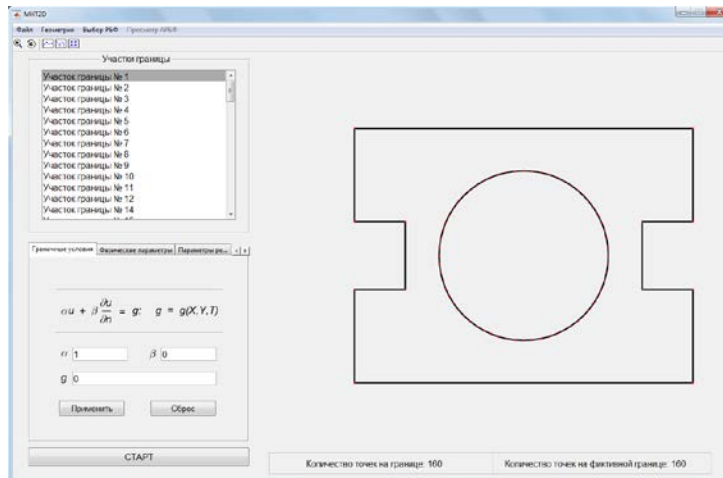 МНТ2D
Файл Геометрия Выбор РБФ Просмотр АРБФ
Участки границы
Участок границы № 1
Участок границы № 2
Участок границы № 3
Участок границы № 4
Участок границы № 5
Участок границы № 6
Участок границы № 7
Участок границы № 8
Участок границы № 9
Участок границы № 10
Участок границы № 11
Участок границы № 12
Участок границы № 14
Граничные условия Физические параметры Параметры ре...
αu + β ∂u/∂n = g; g = g(X,Y,T)
α 1 β 0
g 0
Применить Сброс
СТАРТ
Количество точек на границе: 160 Количество точек на фиктивной границе: 160